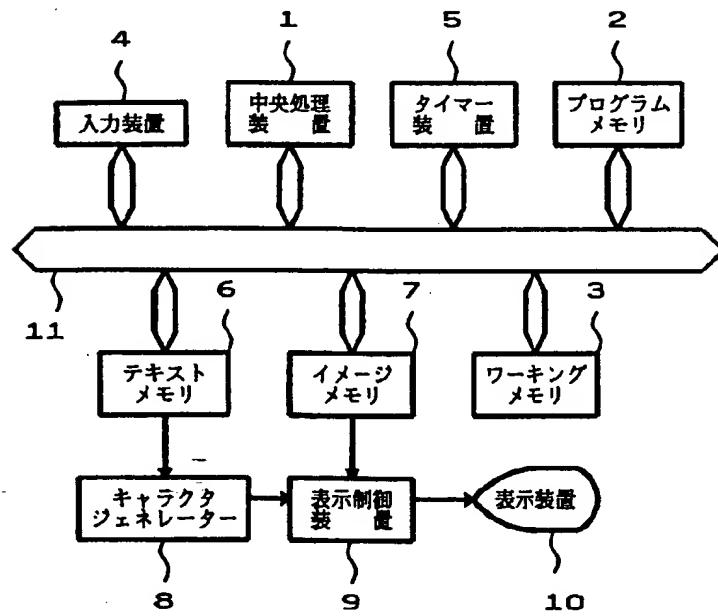 4
1
5
2
入力装置
中央処理
装　　置
タイマー
装　　置
プログラム
メモリ
11
6
7
3
テキスト
メモリ
イメージ
メモリ
ワーキング
メモリ
キャラクタ
ジェネレーター
表示制御
装　　置
表示装置
8
9
10